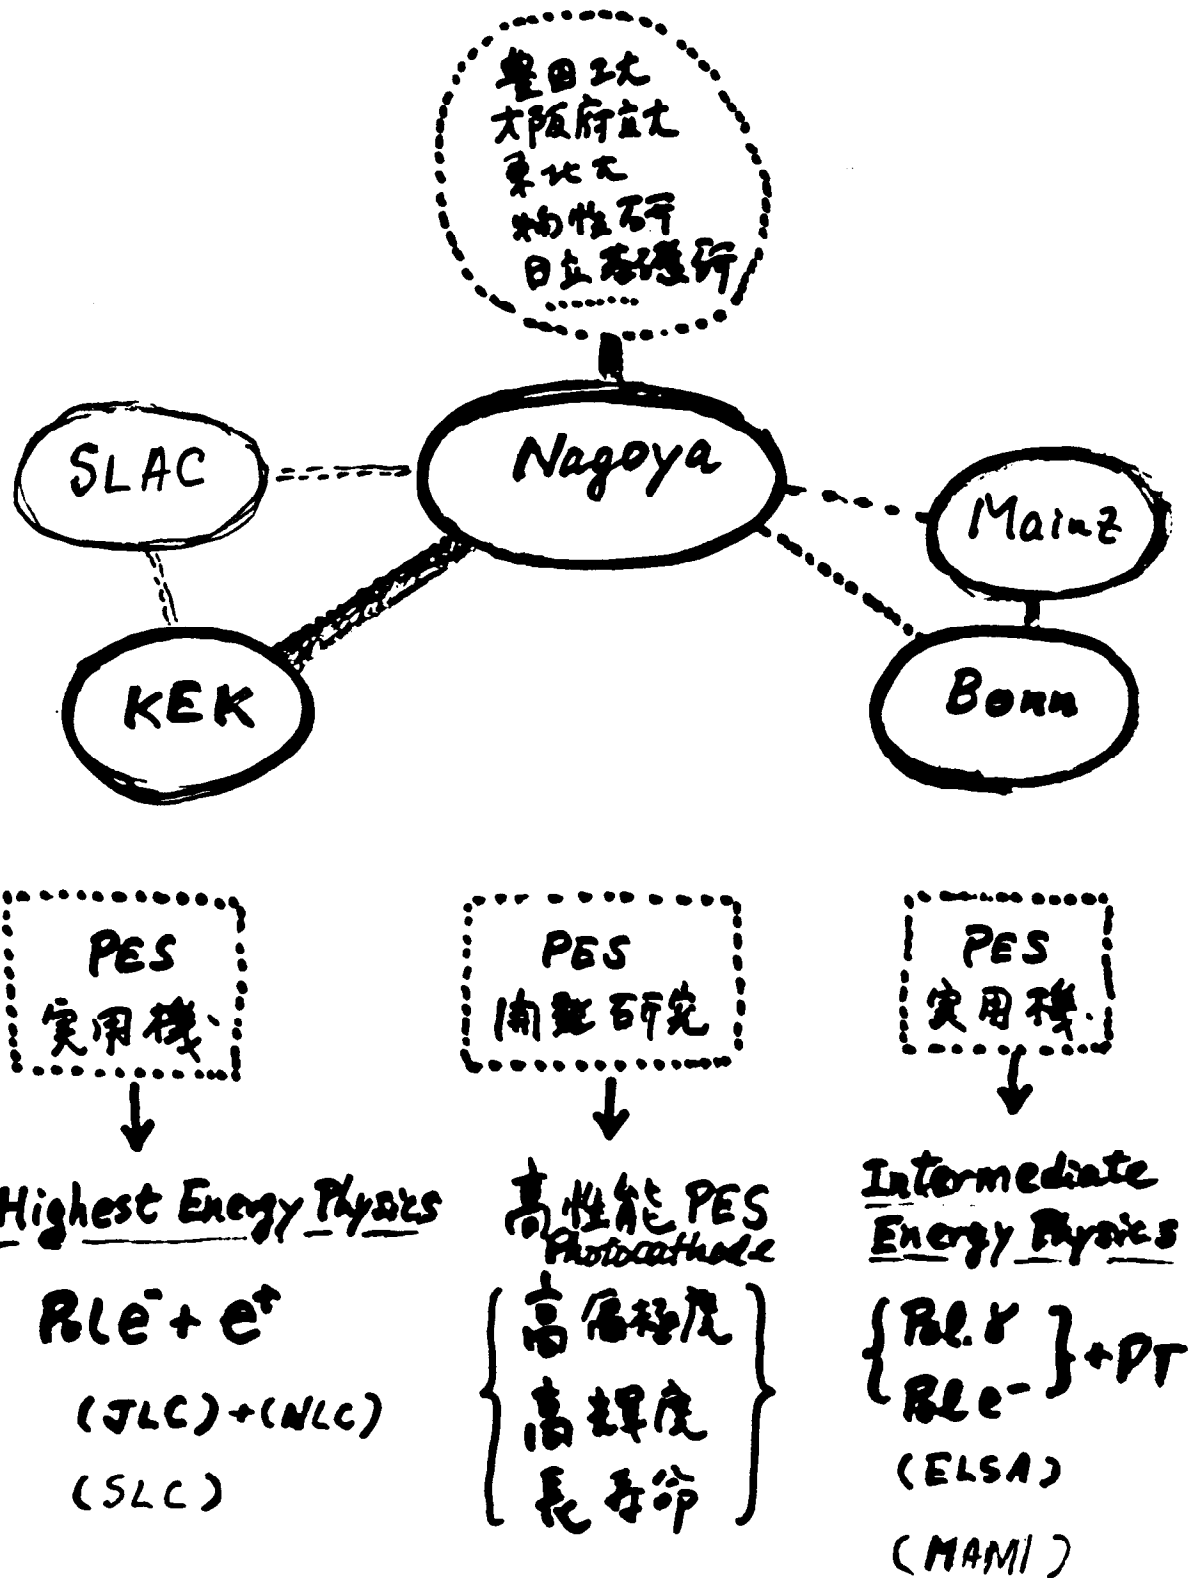 豊田工大
大阪府立大
東北大
物性研
日立基礎研
Nagoya
SLAC
Mainz
KEK
Bonn
PES
実用機
PES
開発研究
PES
実用機
Highest Energy Physics
Pol e⁻ + e⁺
(JLC)+(NLC)
(SLC)
高性能 PES
Photocathode
高偏極度
高輝度
長寿命
Intermediate
Energy Physics
Pol. γ
Pol e⁻
+PT
(ELSA)
(MAMI)